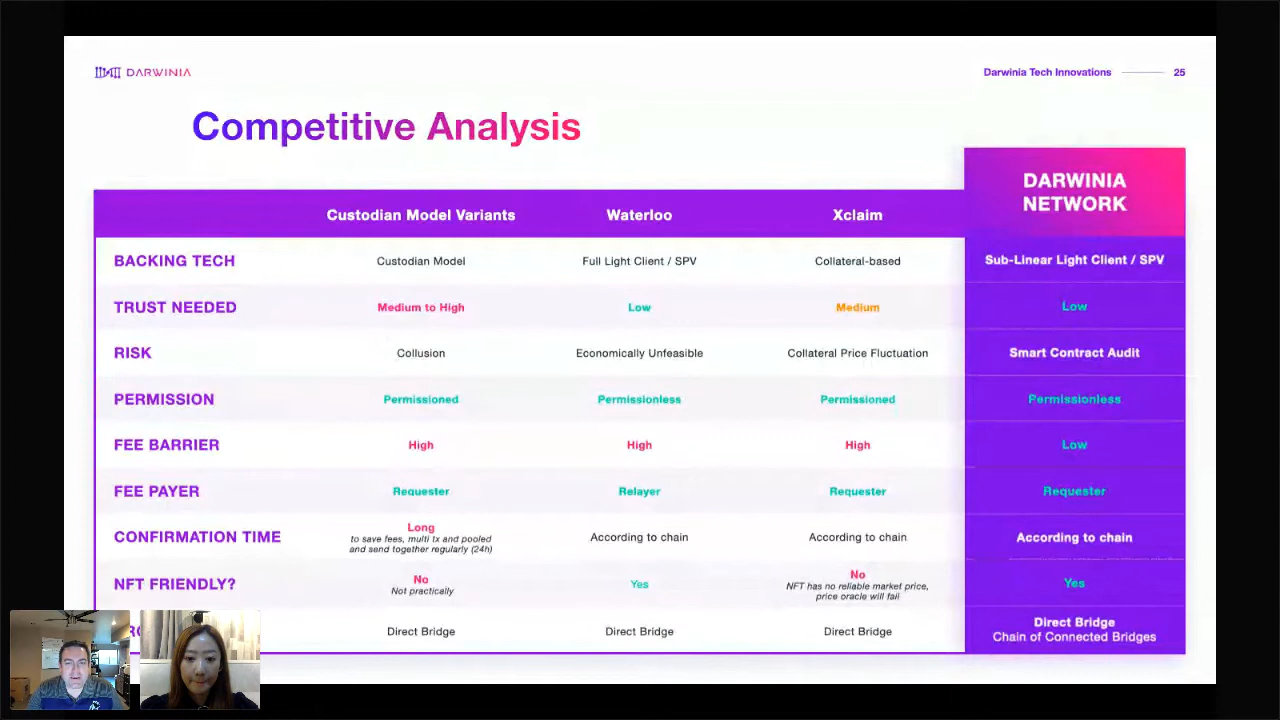 DARWINIA
Darwinia Tech Innovations 25
Competitive Analysis
DARWINIA
NETWORK
Custodian Model Variants Waterloo Xclaim
BACKING TECH Custodian Model Full Light Client / SPV Collateral-based Sub-Linear Light Client / SPV
TRUST NEEDED Medium to High Low Medium Low
RISK Collusion Economically Unfeasible Collateral Price Fluctuation Smart Contract Audit
PERMISSION Permissioned Permissionless Permissioned Permissionless
FEE BARRIER High High High Low
FEE PAYER Requester Relayer Requester Requester
CONFIRMATION TIME Long According to chain According to chain According to chain
to save fees, multi tx and pooled
and send together regularly (24h)
NFT FRIENDLY? No Yes No Yes
Not practically NFT has no reliable market price,
price oracle will fail
Direct Bridge Direct Bridge Direct Bridge Direct Bridge
Chain of Connected Bridges